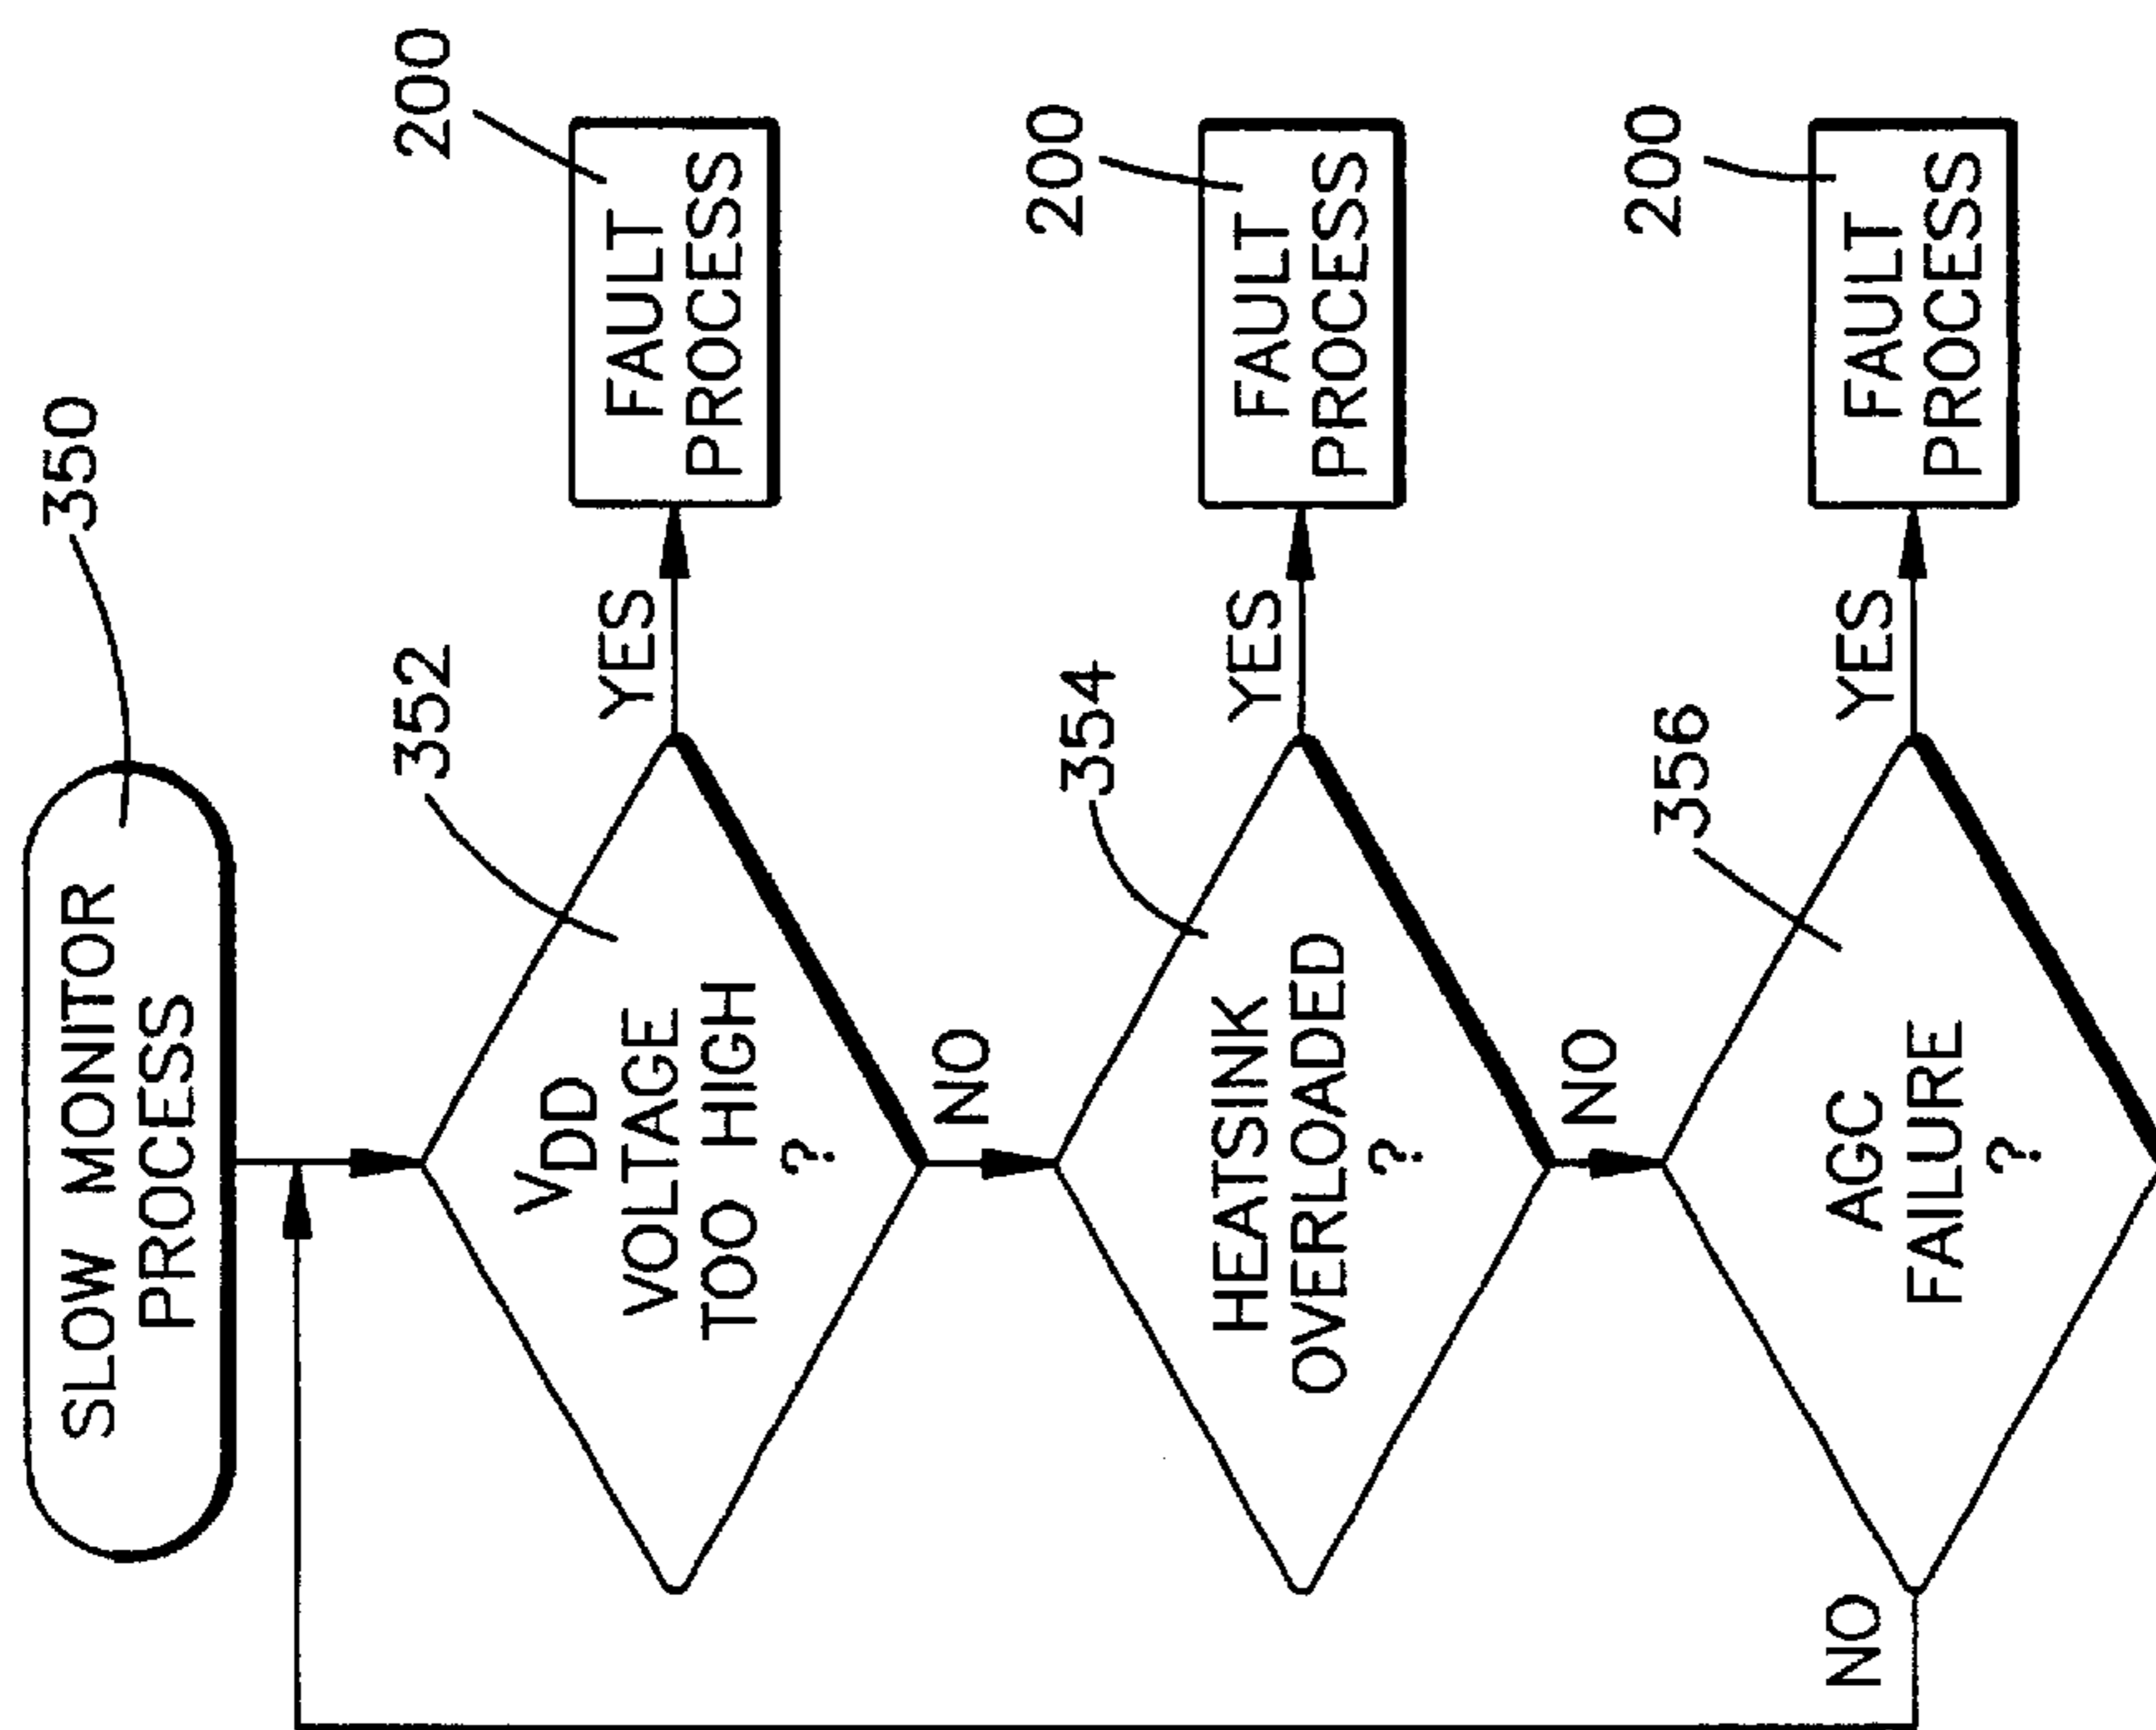 SLOW MONITOR
PROCESS
350
VDD
VOLTAGE
TOO HIGH
?
352
YES
FAULT
PROCESS
200
NO
HEATSINK
OVERLOADED
?
354
YES
FAULT
PROCESS
200
NO
AGC
FAILURE
?
356
YES
FAULT
PROCESS
200
NO